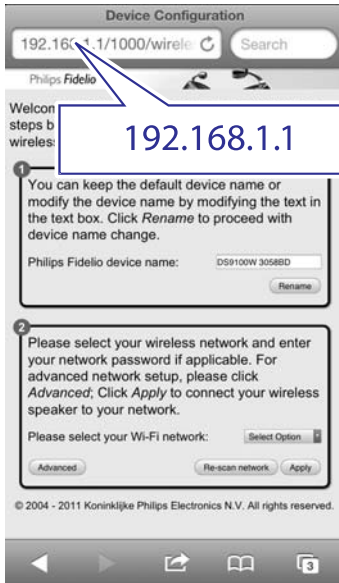 Device Configuration
192.168.1.1/1000/wirele
Search
Philips Fidelio
192.168.1.1
Welcom
steps b
wireless
1
You can keep the default device name or
modify the device name by modifying the text in
the text box. Click Rename to proceed with
device name change.
Philips Fidelio device name:
DS9100W 3058BD
Rename
2
Please select your wireless network and enter
your network password if applicable. For
advanced network setup, please click
Advanced; Click Apply to connect your wireless
speaker to your network.
Please select your Wi-Fi network:
Select Option
Advanced
Re-scan network
Apply
© 2004 - 2011 Koninklijke Philips Electronics N.V. All rights reserved.
3